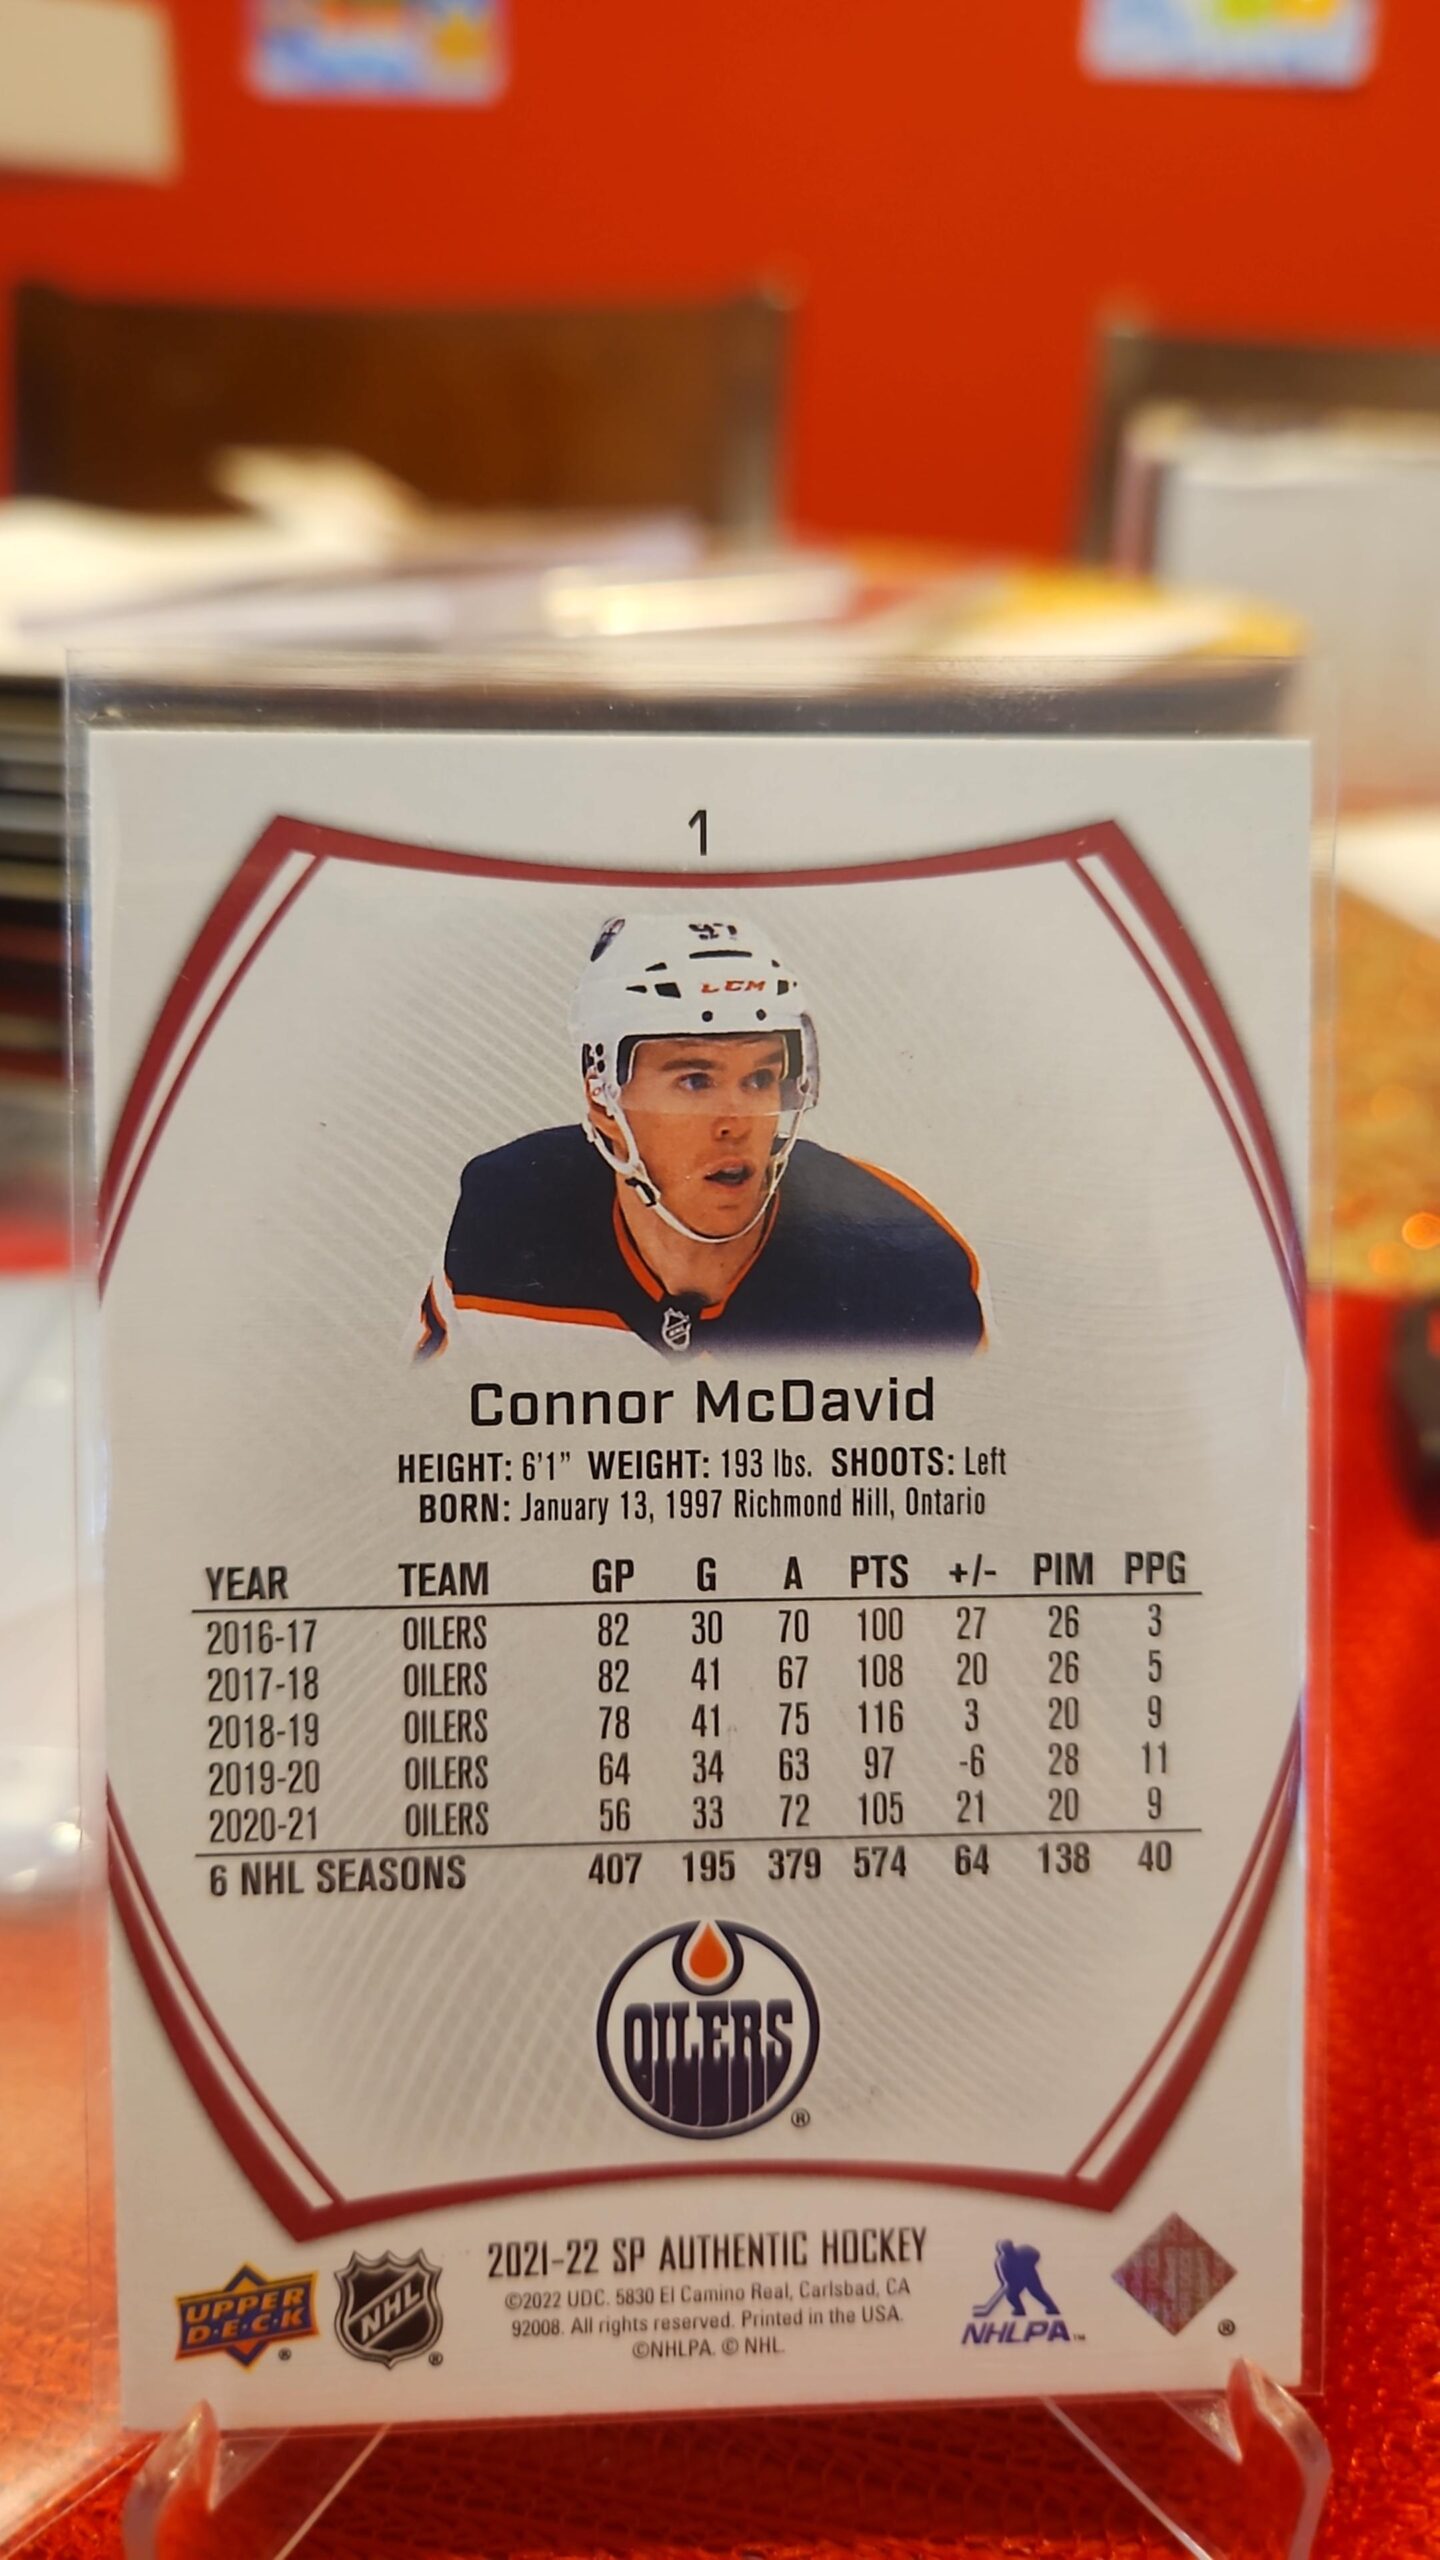 1
97
CCM
Connor McDavid
HEIGHT: 6'1" WEIGHT: 193 lbs. SHOOTS: Left
BORN: January 13, 1997 Richmond Hill, Ontario
YEAR TEAM GP G A PTS +/- PIM PPG
2016-17 OILERS 82 30 70 100 27 26 3
2017-18 OILERS 82 41 67 108 20 26 5
2018-19 OILERS 78 41 75 116 3 20 9
2019-20 OILERS 64 34 63 97 -6 28 11
2020-21 OILERS 56 33 72 105 21 20 9
6 NHL SEASONS 407 195 379 574 64 138 40
OILERS ®
2021-22 SP AUTHENTIC HOCKEY
©2022 UDC. 5830 El Camino Real, Carlsbad, CA
92008. All rights reserved. Printed in the USA.
©NHLPA. © NHL.
UPPER
D·E·C·K ®
NHL ®
NHLPA™
®